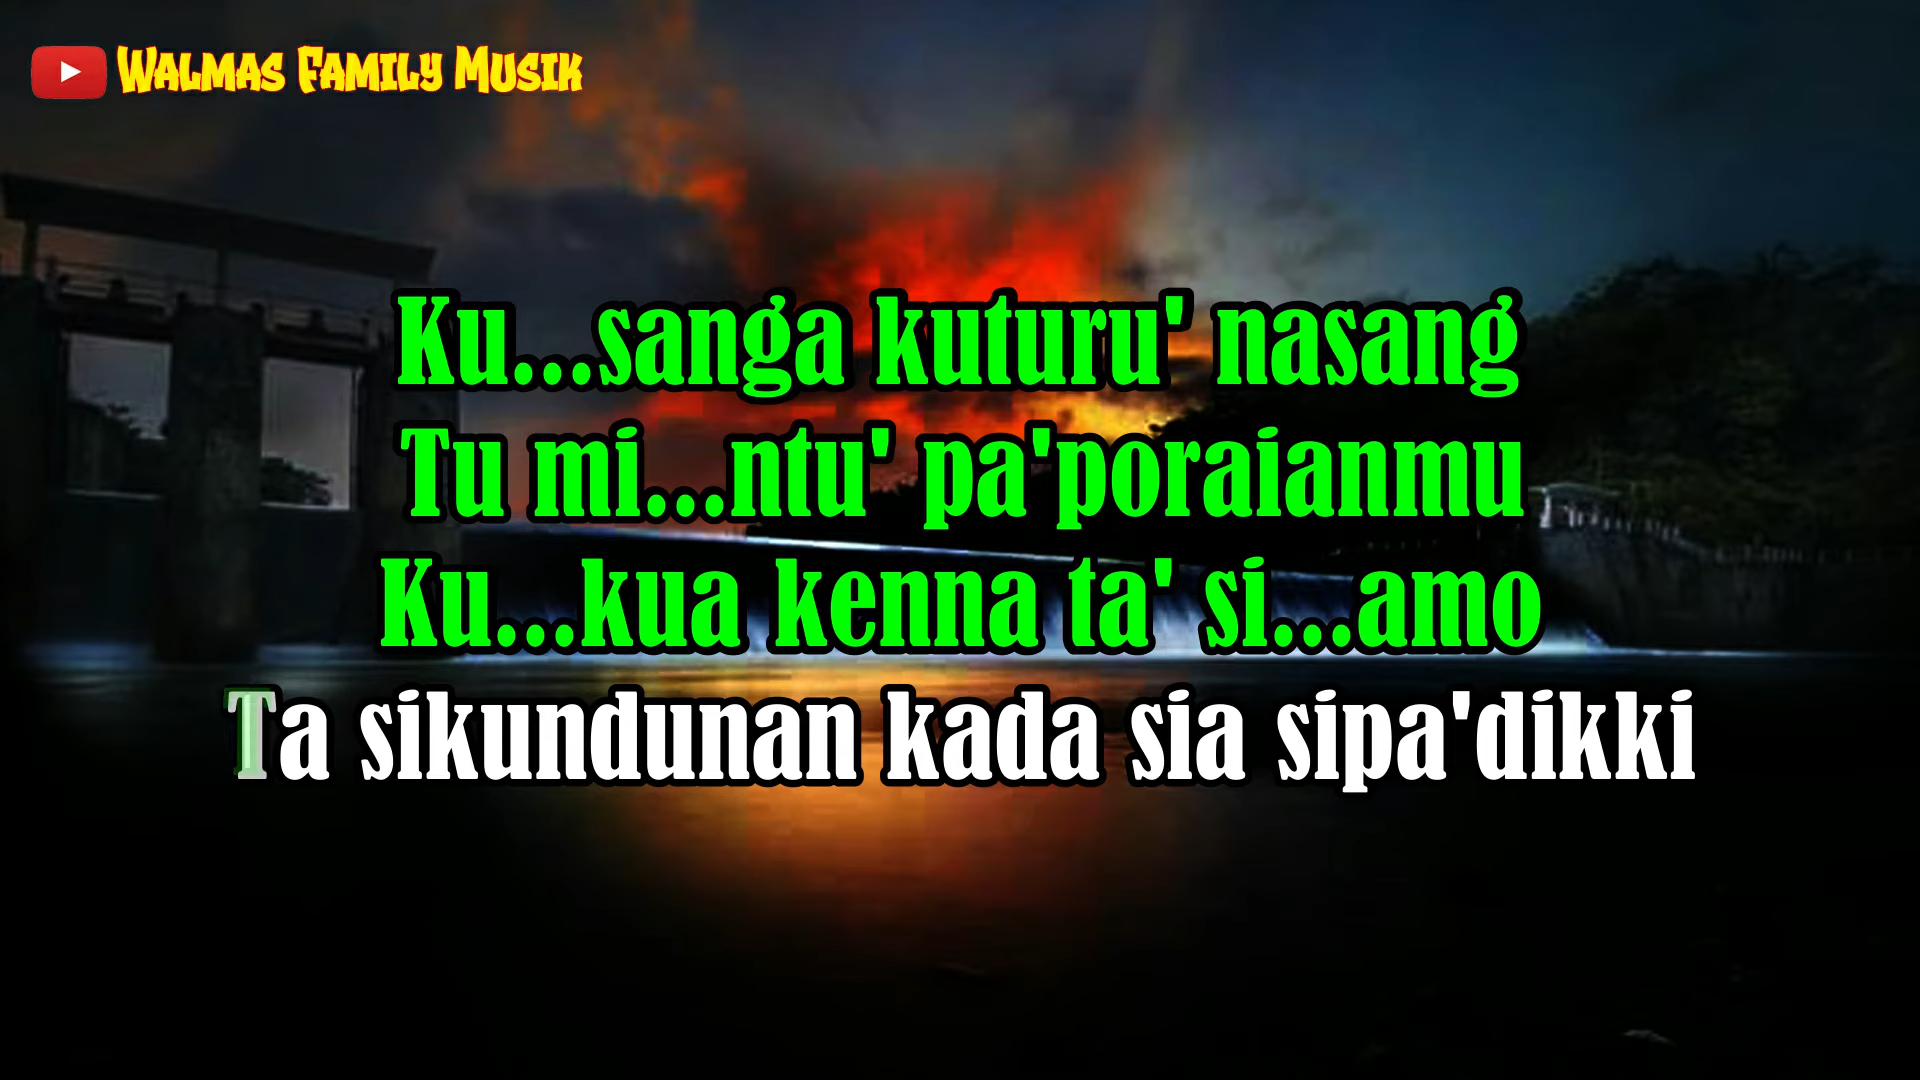 Walmas Family Musik
Ku...sanga kuturu' nasang
Tu mi...ntu' pa'poraianmu
Ku...kua kenna ta' si...amo
Ta sikundunan kada sia sipa'dikki